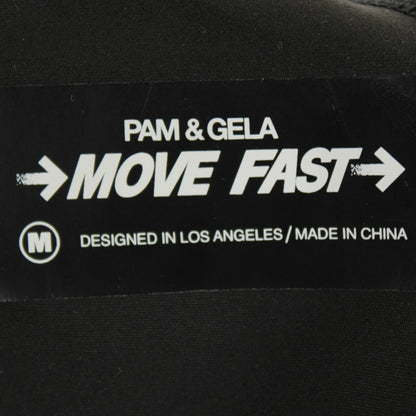 PAM & GELA
→MOVE FAST→
M DESIGNED IN LOS ANGELES / MADE IN CHINA